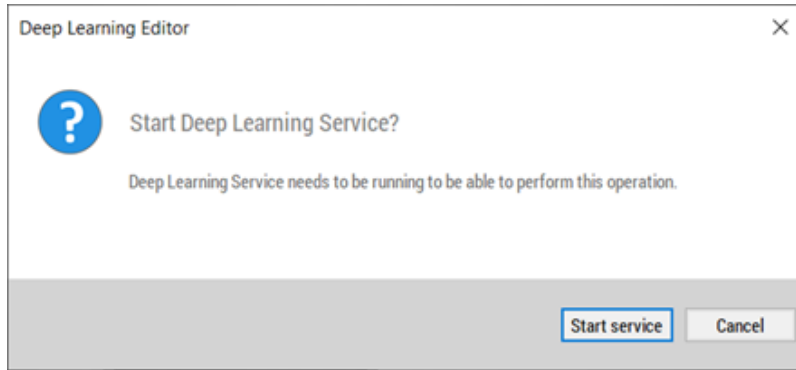 Deep Learning Editor
Start Deep Learning Service?
Deep Learning Service needs to be running to be able to perform this operation.
Start service Cancel